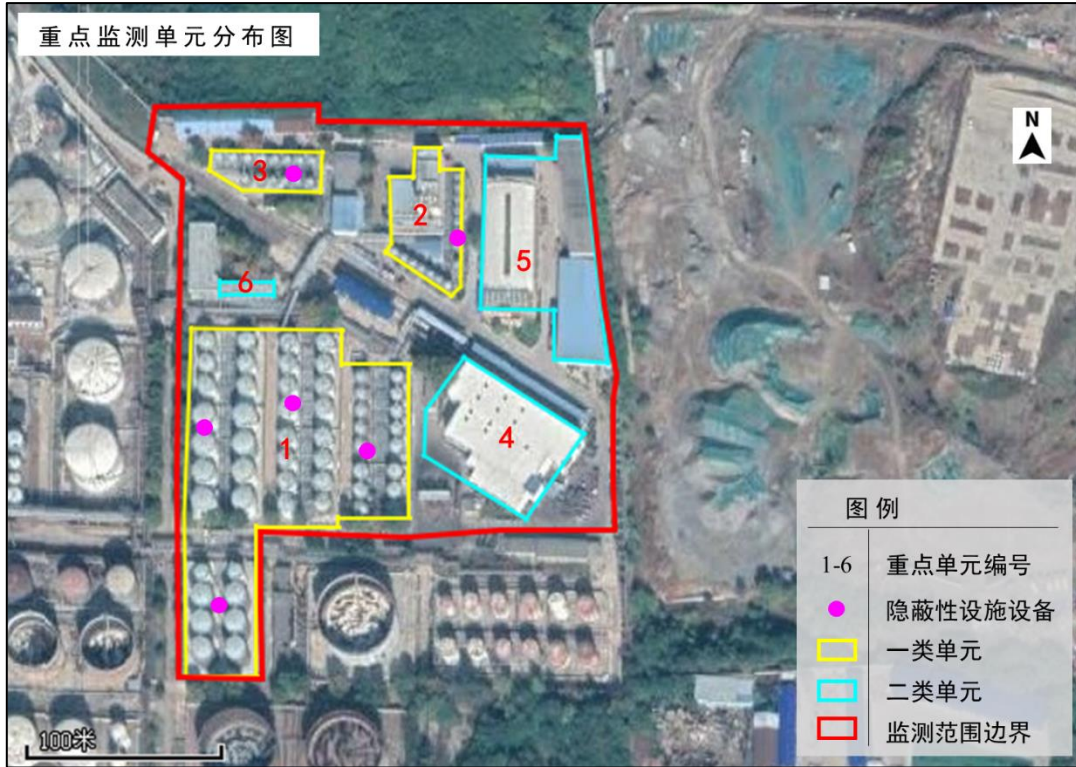 重点监测单元分布图
N
3
2
5
6
1
4
图例
1-6 重点单元编号
隐蔽性设施设备
一类单元
二类单元
监测范围边界
100米